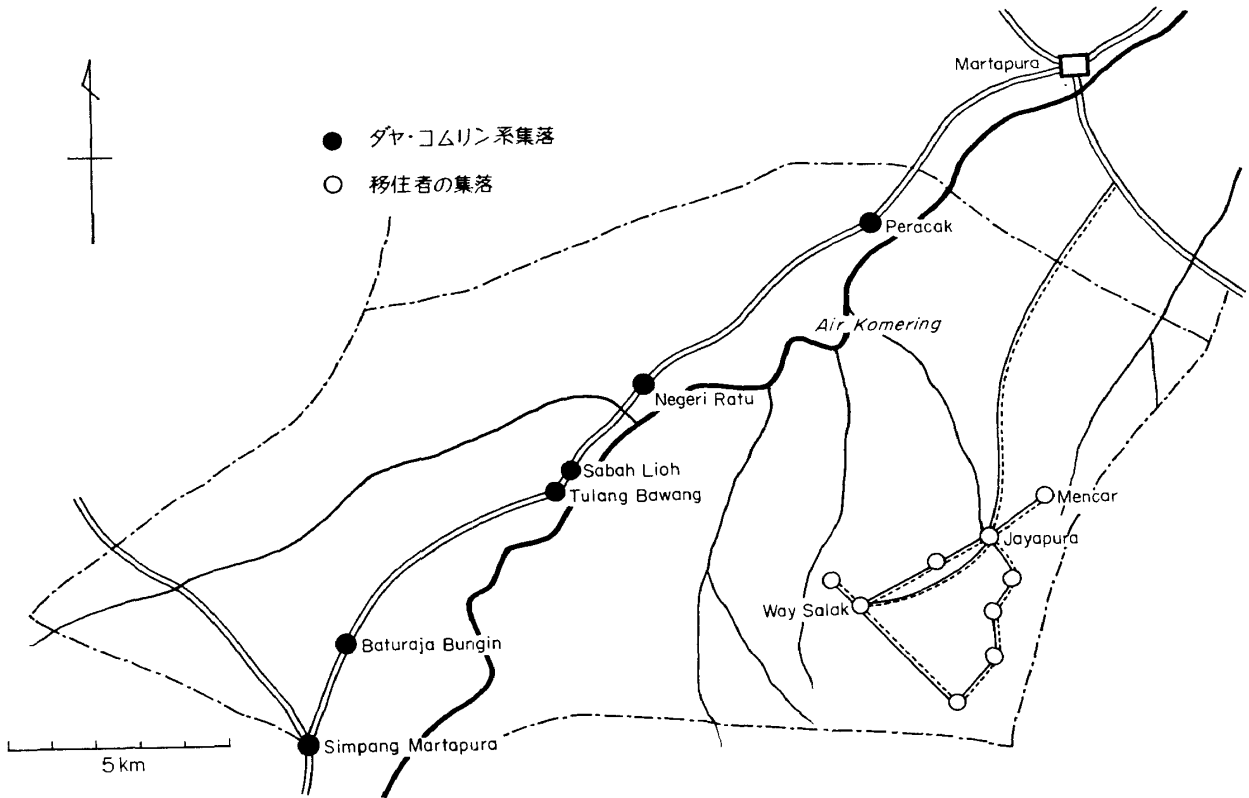 Martapura
● ダヤ・コムリン系集落
○ 移住者の集落
Peracak
Air Komering
Negeri Ratu
Sabah Lioh
Tulang Bawang
Mencar
Jayapura
Way Salak
Baturaja Bungin
Simpang Martapura
5 km